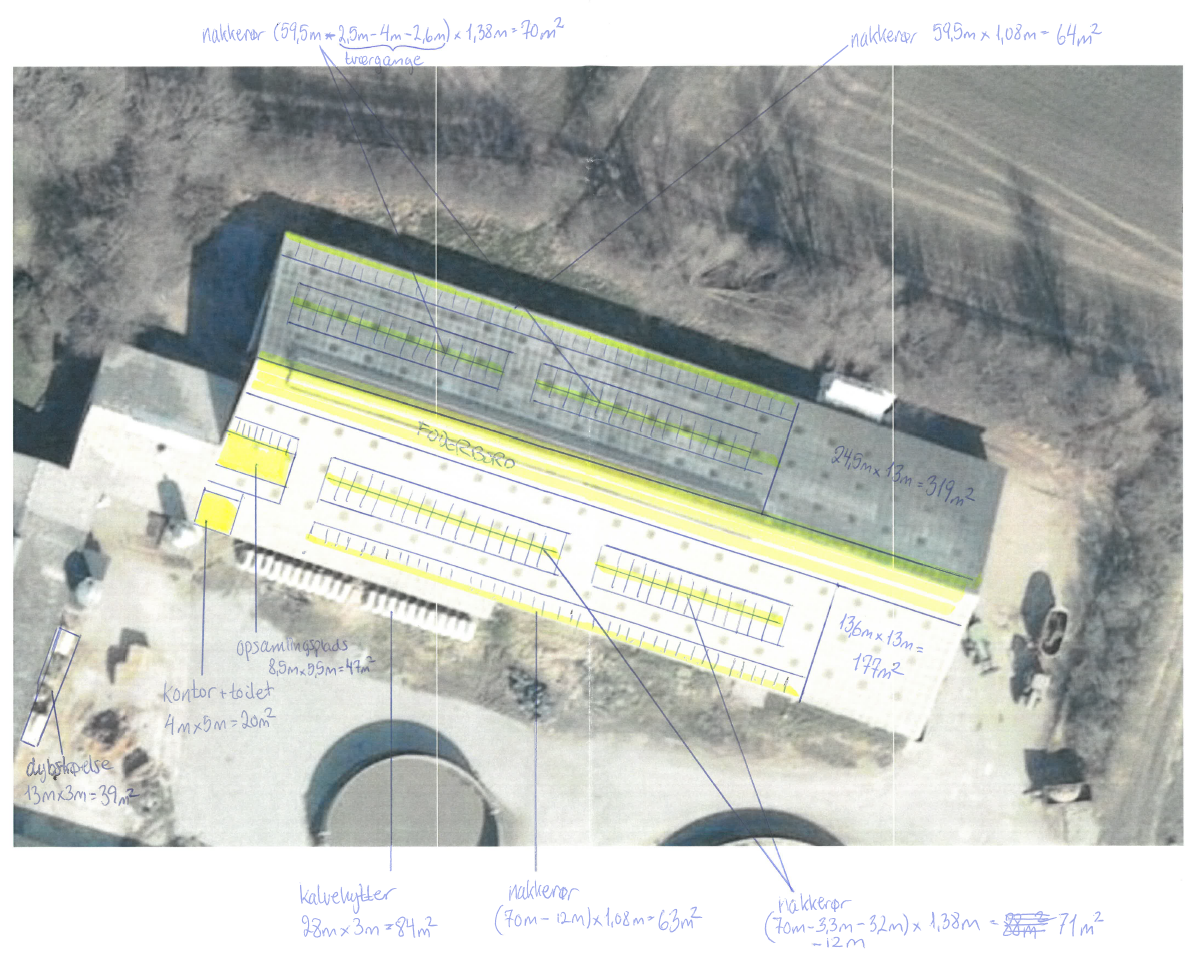 nakkerør (59,5m - 2,5m - 4m - 2,6m) x 1,38m = 70m²
tværgange
nakkerør 59,5m x 1,08m = 64m²
FODERBORD
24,5m x 13m = 319m²
13,6m x 13m =
177m²
opsamlingsplads
8,5m x 5,5m = 47m²
kontor + toilet
4m x 5m = 20m²
dybstrøelse
13m x 3m = 39m²
kalvehytter
28m x 3m = 84m²
nakkerør
(70m - 12m) x 1,08m = 63m²
nakkerør
(70m - 3,3m - 3,2m) x 1,38m = 88m² 71m²
- 12m